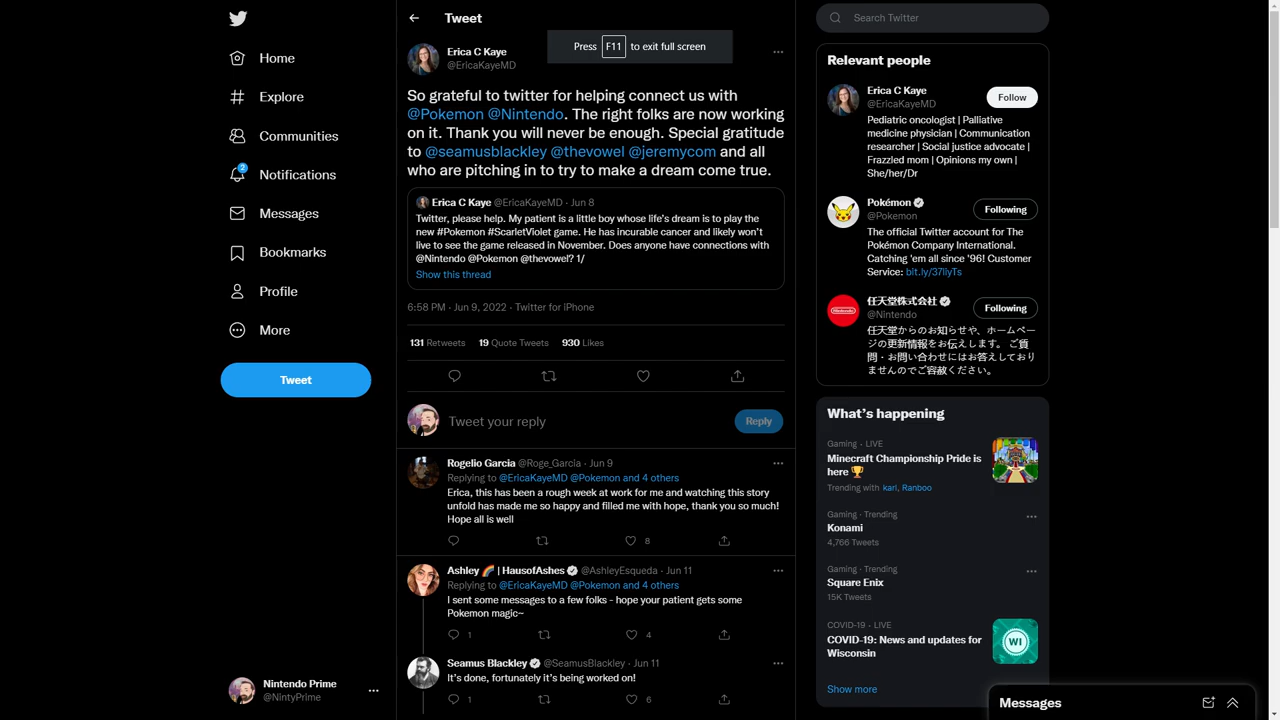 Home
Explore
Communities
2
Notifications
Messages
Bookmarks
Profile
More
Tweet
Nintendo Prime
@NintyPrime
Tweet
Press F11 to exit full screen
Erica C Kaye
@EricaKayeMD
So grateful to twitter for helping connect us with
@Pokemon @Nintendo. The right folks are now working
on it. Thank you will never be enough. Special gratitude
to @seamusblackley @thevowel @jeremycom and all
who are pitching in to try to make a dream come true.
Erica C Kaye @EricaKayeMD · Jun 8
Twitter, please help. My patient is a little boy whose life's dream is to play the
new #Pokemon #ScarletViolet game. He has incurable cancer and likely won't
live to see the game released in November. Does anyone have connections with
@Nintendo @Pokemon @thevowel? 1/
Show this thread
6:58 PM · Jun 9, 2022 · Twitter for iPhone
131 Retweets 19 Quote Tweets 930 Likes
Tweet your reply
Reply
Rogelio Garcia @Roge_Garcia · Jun 9
Replying to @EricaKayeMD @Pokemon and 4 others
Erica, this has been a rough week at work for me and watching this story
unfold has made me so happy and filled me with hope, thank you so much!
Hope all is well
8
Ashley 🌈 | HausofAshes @AshleyEsqueda · Jun 11
Replying to @EricaKayeMD @Pokemon and 4 others
I sent some messages to a few folks - hope your patient gets some
Pokemon magic~
1 4
Seamus Blackley @SeamusBlackley · Jun 11
It's done, fortunately it's being worked on!
1 6
Search Twitter
Relevant people
Erica C Kaye
@EricaKayeMD
Follow
Pediatric oncologist | Palliative
medicine physician | Communication
researcher | Social justice advocate |
Frazzled mom | Opinions my own |
She/her/Dr
Pokémon
@Pokemon
Following
The official Twitter account for The
Pokémon Company International.
Catching 'em all since '96! Customer
Service: bit.ly/37liyTs
任天堂株式会社
@Nintendo
Following
任天堂からのお知らせや、ホームペー
ジの更新情報をお伝えします。ご質
問・お問い合わせにはお答えしており
ませんのでご容赦ください。
What's happening
Gaming · LIVE
Minecraft Championship Pride is
here 🏆
Trending with karl, Ranboo
Gaming · Trending
Konami
4,766 Tweets
Gaming · Trending
Square Enix
15K Tweets
COVID-19 · LIVE
COVID-19: News and updates for
Wisconsin
WI
Show more
Messages